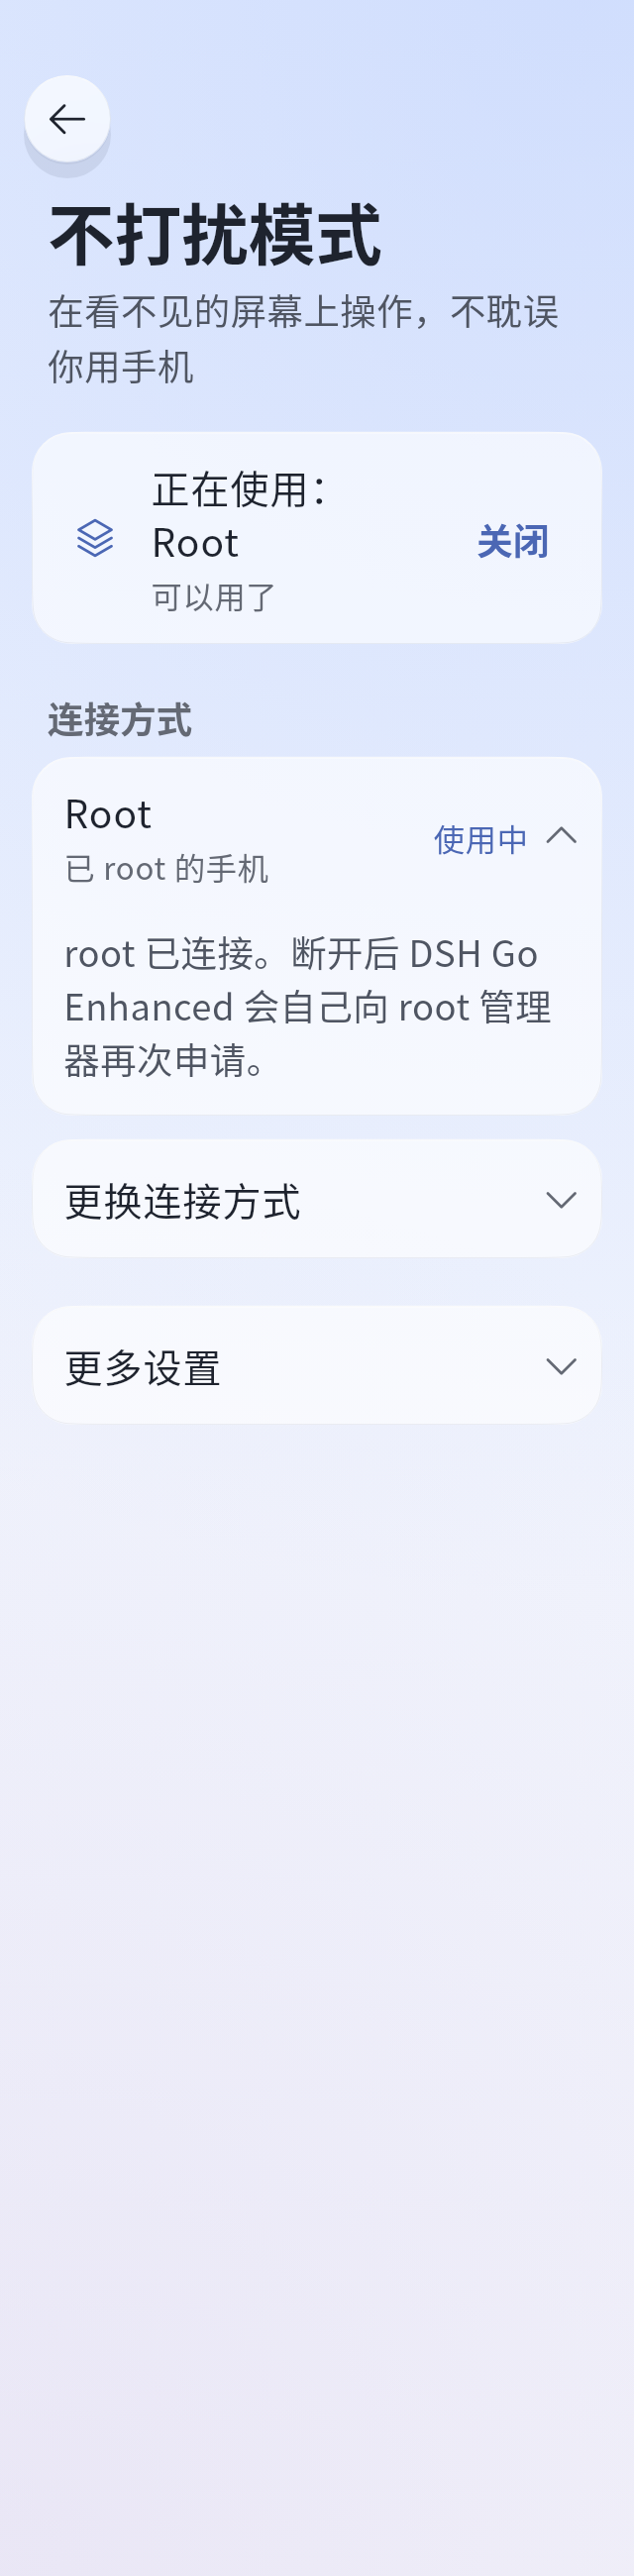 不打扰模式
在看不见的屏幕上操作，不耽误
你用手机
正在使用：
Root
可以用了
关闭
连接方式
Root
已 root 的手机
使用中
root 已连接。断开后 DSH Go
Enhanced 会自己向 root 管理
器再次申请。
更换连接方式
更多设置